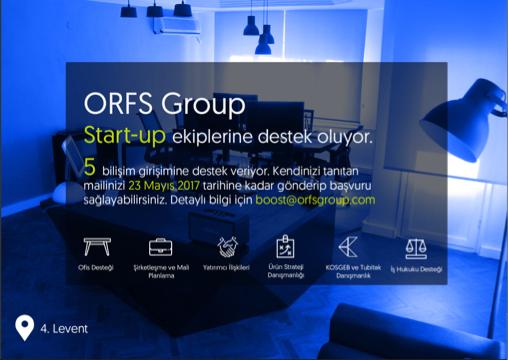 ORFS Group
Start-up ekiplerine destek oluyor.
5 bilişim girişimine destek veriyor. Kendinizi tanıtan
mailinizi 23 Mayıs 2017 tarihine kadar gönderip başvuru
sağlayabilirsiniz. Detaylı bilgi için boost@orfsgroup.com
Ofis Desteği
Şirketleşme ve Mali
Planlama
Yatırımcı İlişkileri
Ürün Strateji
Danışmanlığı
KOSGEB ve Tubitak
Danışmanlık
İş Hukuku Desteği
4. Levent